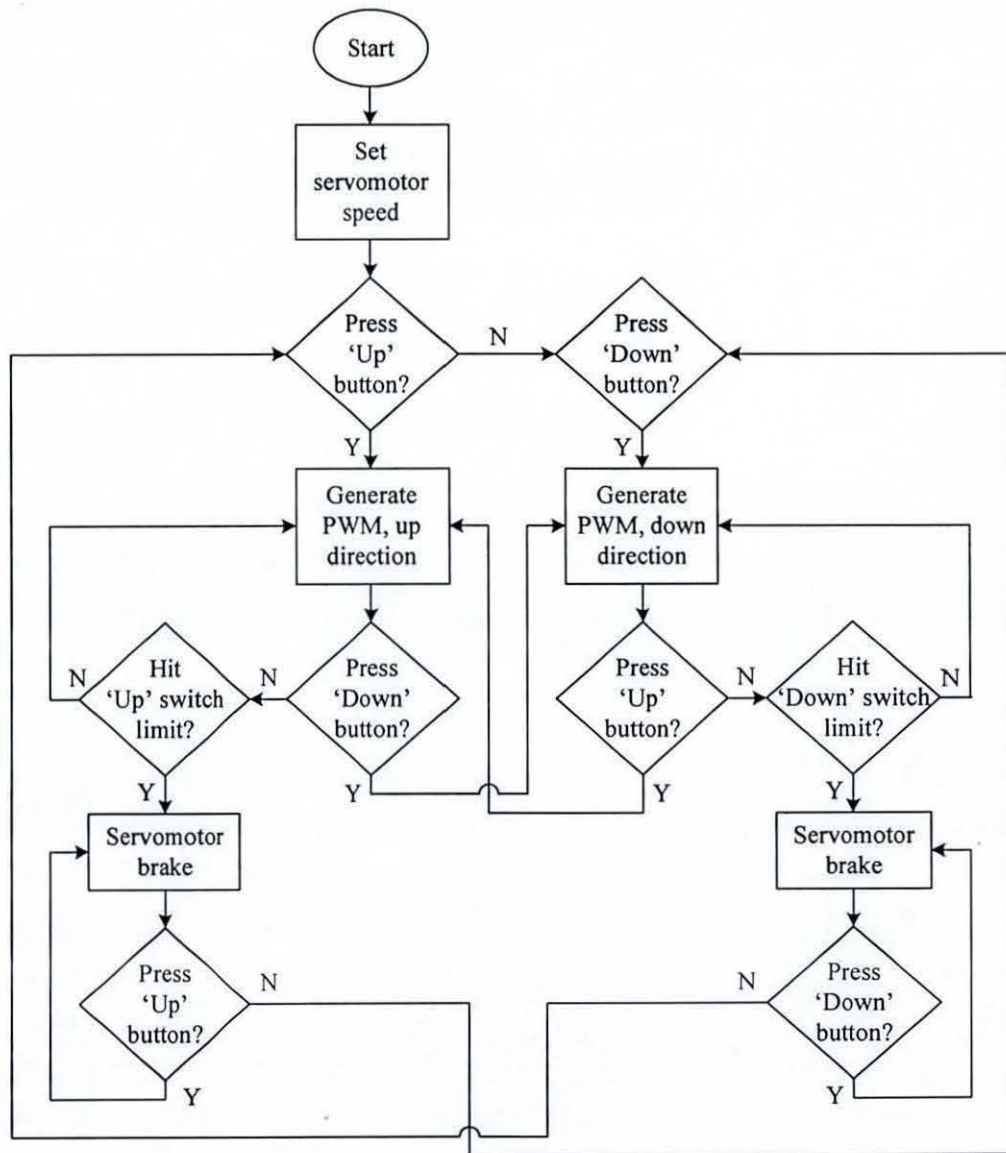 Start
Set
servomotor
speed
Press
‘Up’
button?
N
Press
‘Down’
button?
Y
Y
Generate
PWM, up
direction
Generate
PWM, down
direction
N
Hit
‘Up’ switch
limit?
N
Press
‘Down’
button?
Press
‘Up’
button?
N
Hit
‘Down’ switch
limit?
N
Y
Y
Y
Y
Servomotor
brake
Servomotor
brake
Press
‘Up’
button?
N
N
Press
‘Down’
button?
Y
Y